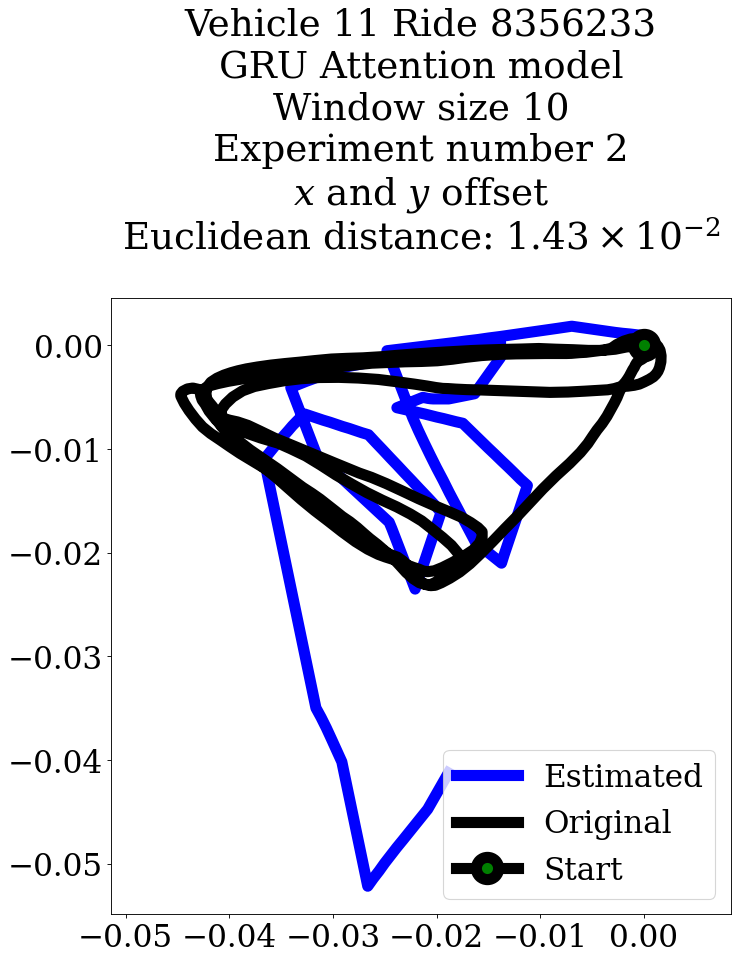 Vehicle 11 Ride 8356233
GRU Attention model
Window size 10
Experiment number 2
x and y offset
Euclidean distance: 1.43 × 10⁻²
0.00
−0.01
−0.02
−0.03
−0.04
−0.05
Estimated
Original
Start
−0.05 −0.04 −0.03 −0.02 −0.01 0.00